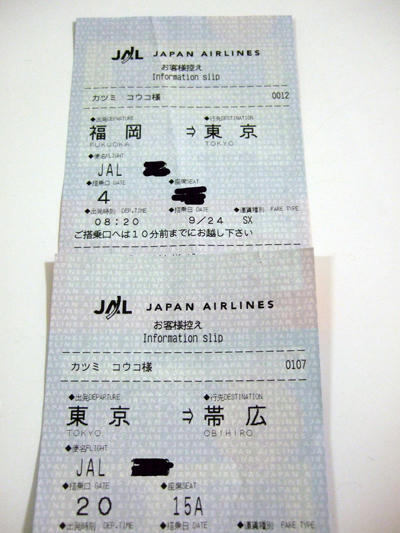 JAL JAPAN AIRLINES
お客様控え
Information slip
カツミ コウコ様 0012
◆出発DEPARTURE ◆行先DESTINATION
福岡 ⇨ 東京
FUKUOKA TOKYO
◆便名FLIGHT
JAL
◆搭乗口 GATE ◆座席SEAT
4
◆出発時刻 DEP.TIME ◆搭乗日 DATE ◆運賃種別 FARE TYPE
08:20 9/24 SX
ご搭乗口へは10分前までにお越し下さい
JAL JAPAN AIRLINES
お客様控え
Information slip
カツミ コウコ様 0107
◆出発DEPARTURE ◆行先DESTINATION
東京 ⇨ 帯広
TOKYO OBIHIRO
◆便名FLIGHT
JAL
◆搭乗口 GATE ◆座席SEAT
20 15A
◆出発時刻 DEP.TIME ◆搭乗日 DATE ◆運賃種別 FARE TYPE